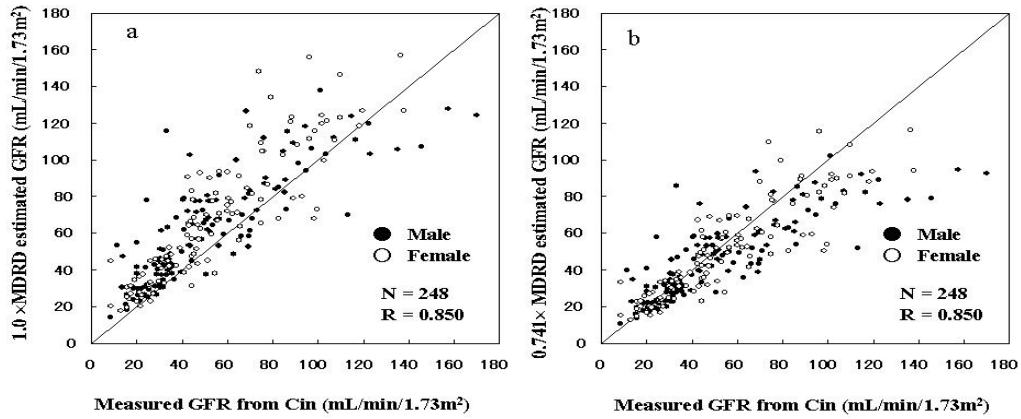 a
1.0 ×MDRD estimated GFR (mL/min/1.73m²)
180
160
140
120
100
80
60
40
20
0
Male
Female
N = 248
R = 0.850
0 20 40 60 80 100 120 140 160 180
Measured GFR from Cin (mL/min/1.73m²)
b
0.741× MDRD estimated GFR (mL/min/1.73m²)
180
160
140
120
100
80
60
40
20
0
Male
Female
N = 248
R = 0.850
0 20 40 60 80 100 120 140 160 180
Measured GFR from Cin (mL/min/1.73m²)